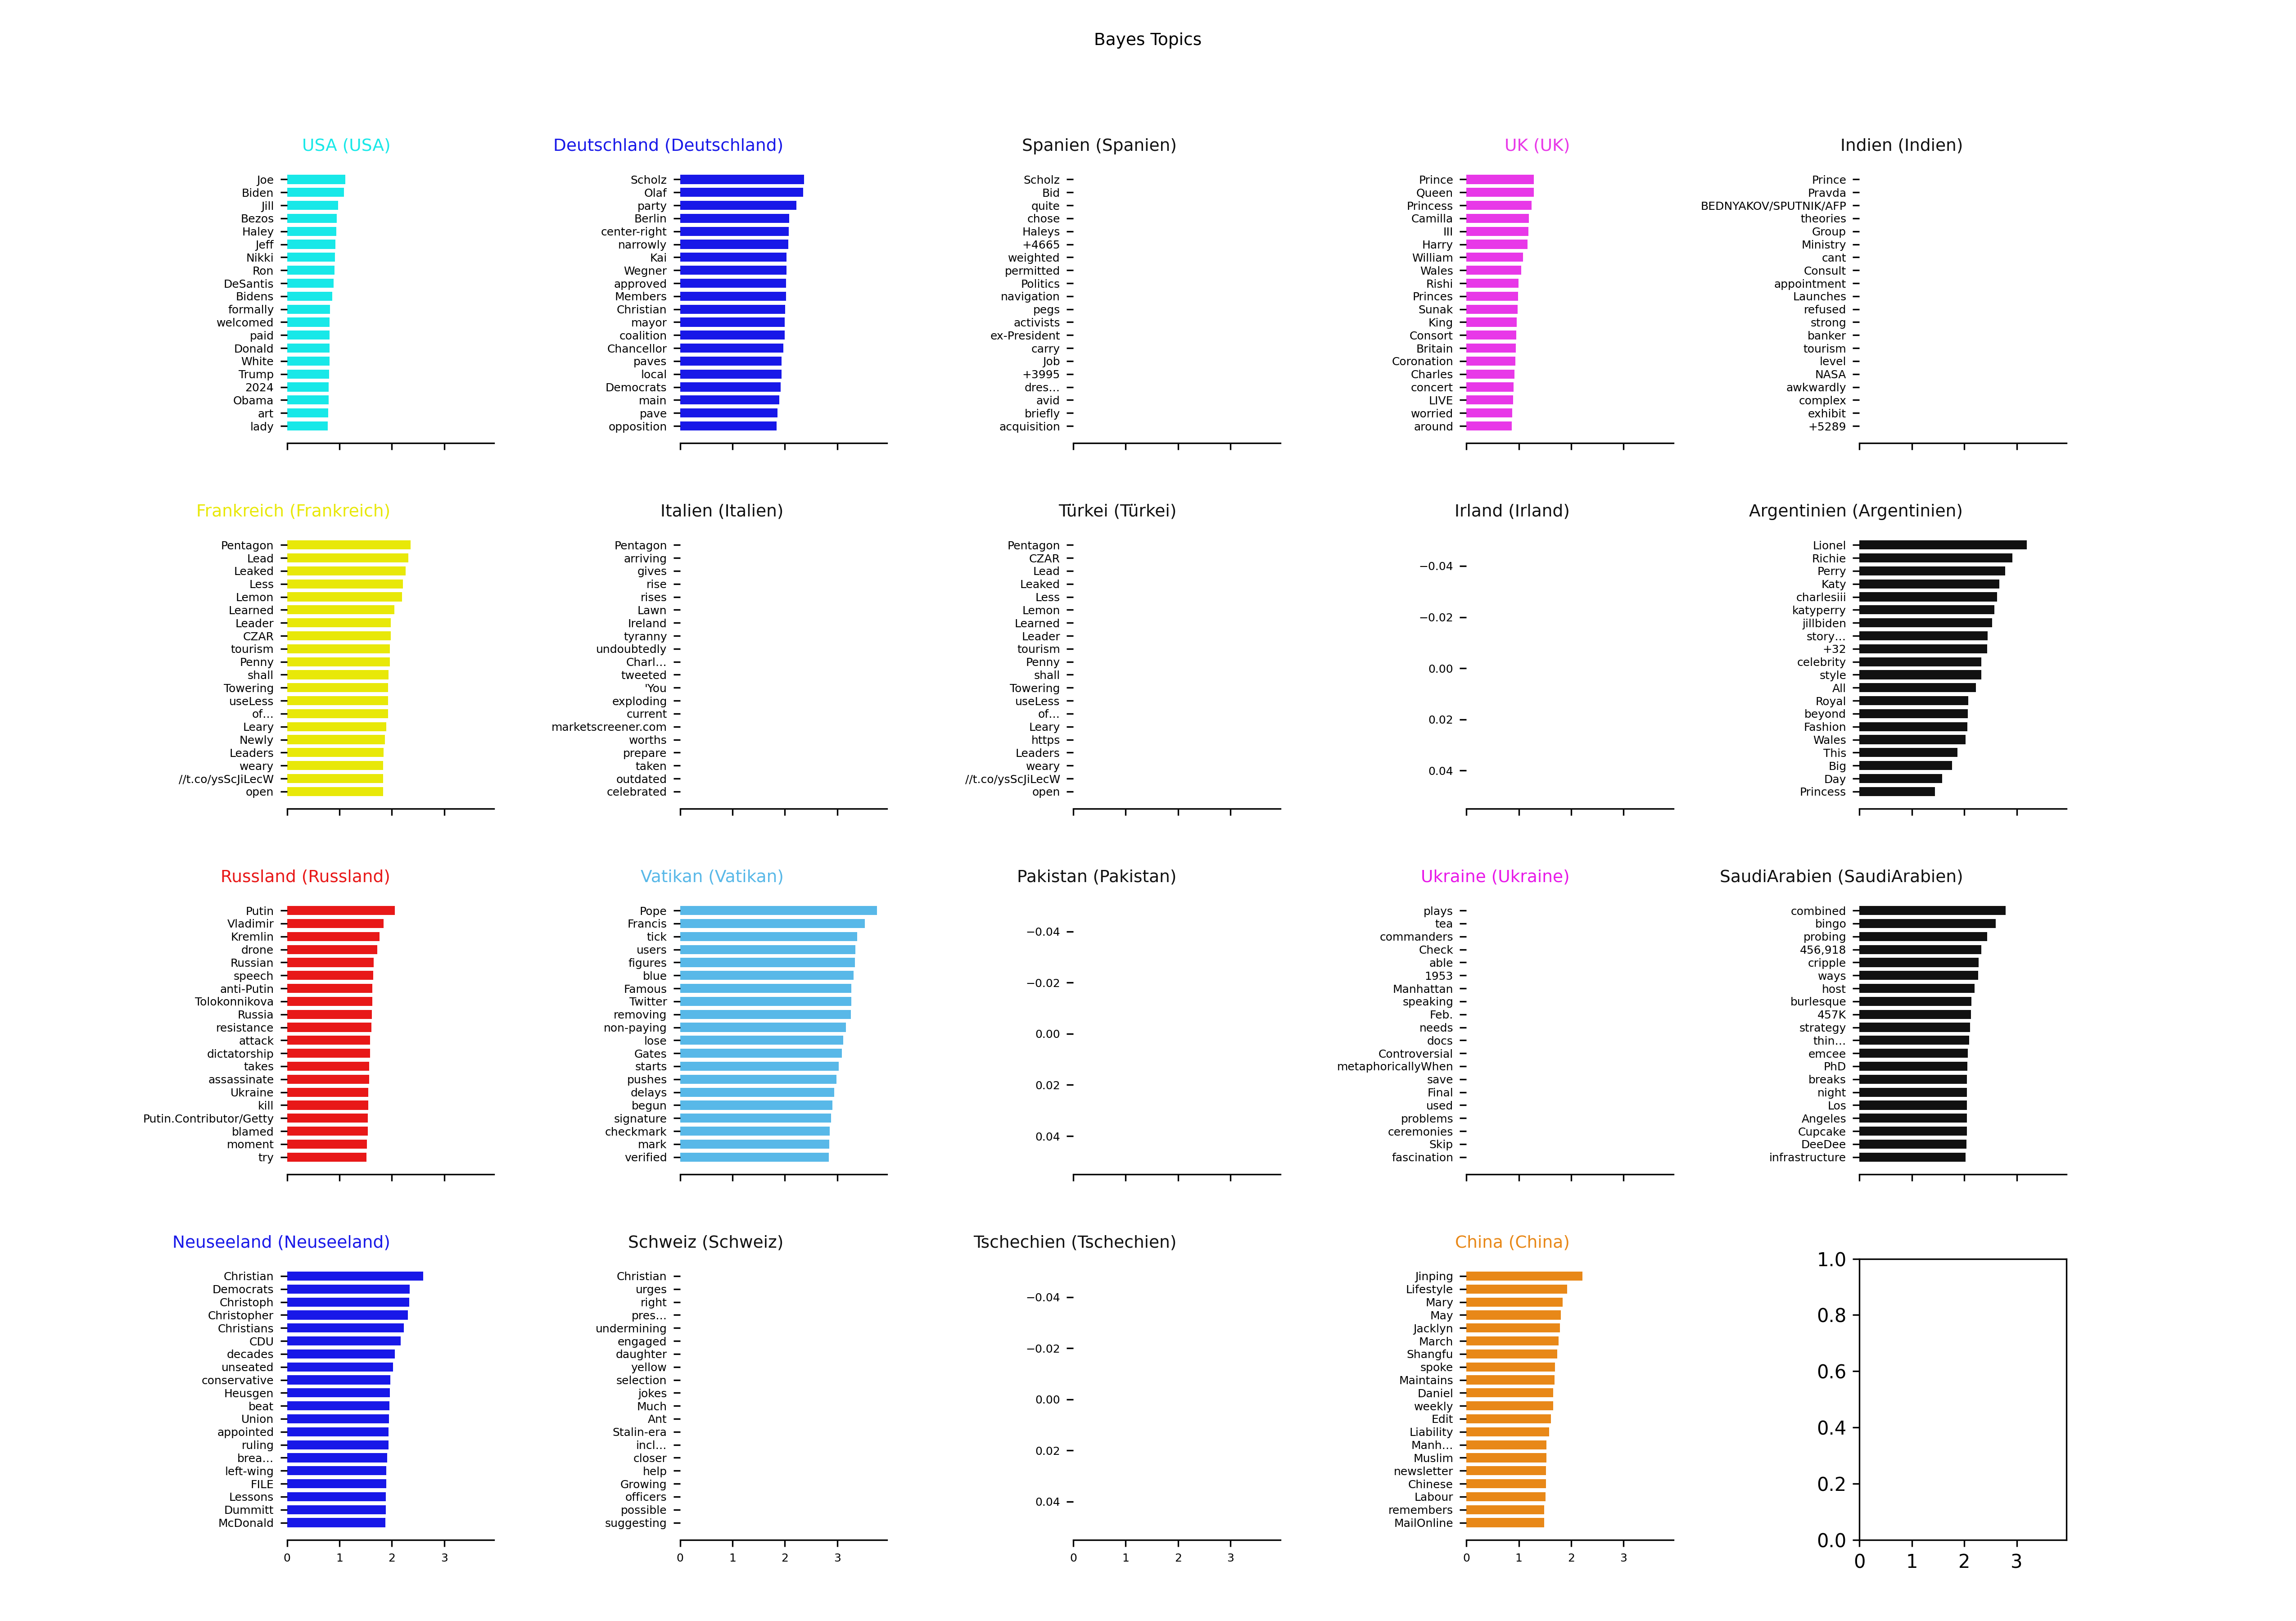 Bayes Topics
USA (USA)
Joe
Biden
Jill
Bezos
Haley
Jeff
Nikki
Ron
DeSantis
Bidens
formally
welcomed
paid
Donald
White
Trump
2024
Obama
art
lady
Deutschland (Deutschland)
Scholz
Olaf
party
Berlin
center-right
narrowly
Kai
Wegner
approved
Members
Christian
mayor
coalition
Chancellor
paves
local
Democrats
main
pave
opposition
Spanien (Spanien)
Scholz
Bid
quite
chose
Haleys
+4665
weighted
permitted
Politics
navigation
pegs
activists
ex-President
carry
Job
+3995
dres…
avid
briefly
acquisition
UK (UK)
Prince
Queen
Princess
Camilla
III
Harry
William
Wales
Rishi
Princes
Sunak
King
Consort
Britain
Coronation
Charles
concert
LIVE
worried
around
Indien (Indien)
Prince
Pravda
BEDNYAKOV/SPUTNIK/AFP
theories
Group
Ministry
cant
Consult
appointment
Launches
refused
strong
banker
tourism
level
NASA
awkwardly
complex
exhibit
+5289
Frankreich (Frankreich)
Pentagon
Lead
Leaked
Less
Lemon
Learned
Leader
CZAR
tourism
Penny
shall
Towering
useLess
of…
Leary
Newly
Leaders
weary
//t.co/ysScJiLecW
open
Italien (Italien)
Pentagon
arriving
gives
rise
rises
Lawn
Ireland
tyranny
undoubtedly
Charl…
tweeted
'You
exploding
current
marketscreener.com
worths
prepare
taken
outdated
celebrated
Türkei (Türkei)
Pentagon
CZAR
Lead
Leaked
Less
Lemon
Learned
Leader
tourism
Penny
shall
Towering
useLess
of…
Leary
https
Leaders
weary
//t.co/ysScJiLecW
open
Irland (Irland)
−0.04
−0.02
0.00
0.02
0.04
Argentinien (Argentinien)
Lionel
Richie
Perry
Katy
charlesiii
katyperry
jillbiden
story…
+32
celebrity
style
All
Royal
beyond
Fashion
Wales
This
Big
Day
Princess
Russland (Russland)
Putin
Vladimir
Kremlin
drone
Russian
speech
anti-Putin
Tolokonnikova
Russia
resistance
attack
dictatorship
takes
assassinate
Ukraine
kill
Putin.Contributor/Getty
blamed
moment
try
Vatikan (Vatikan)
Pope
Francis
tick
users
figures
blue
Famous
Twitter
removing
non-paying
lose
Gates
starts
pushes
delays
begun
signature
checkmark
mark
verified
Pakistan (Pakistan)
−0.04
−0.02
0.00
0.02
0.04
Ukraine (Ukraine)
plays
tea
commanders
Check
able
1953
Manhattan
speaking
Feb.
needs
docs
Controversial
metaphoricallyWhen
save
Final
used
problems
ceremonies
Skip
fascination
SaudiArabien (SaudiArabien)
combined
bingo
probing
456,918
cripple
ways
host
burlesque
457K
strategy
thin…
emcee
PhD
breaks
night
Los
Angeles
Cupcake
DeeDee
infrastructure
Neuseeland (Neuseeland)
Christian
Democrats
Christoph
Christopher
Christians
CDU
decades
unseated
conservative
Heusgen
beat
Union
appointed
ruling
brea…
left-wing
FILE
Lessons
Dummitt
McDonald
0 1 2 3
Schweiz (Schweiz)
Christian
urges
right
pres…
undermining
engaged
daughter
yellow
selection
jokes
Much
Ant
Stalin-era
incl…
closer
help
Growing
officers
possible
suggesting
0 1 2 3
Tschechien (Tschechien)
−0.04
−0.02
0.00
0.02
0.04
0 1 2 3
China (China)
Jinping
Lifestyle
Mary
May
Jacklyn
March
Shangfu
spoke
Maintains
Daniel
weekly
Edit
Liability
Manh…
Muslim
newsletter
Chinese
Labour
remembers
MailOnline
0 1 2 3
1.0
0.8
0.6
0.4
0.2
0.0
0 1 2 3